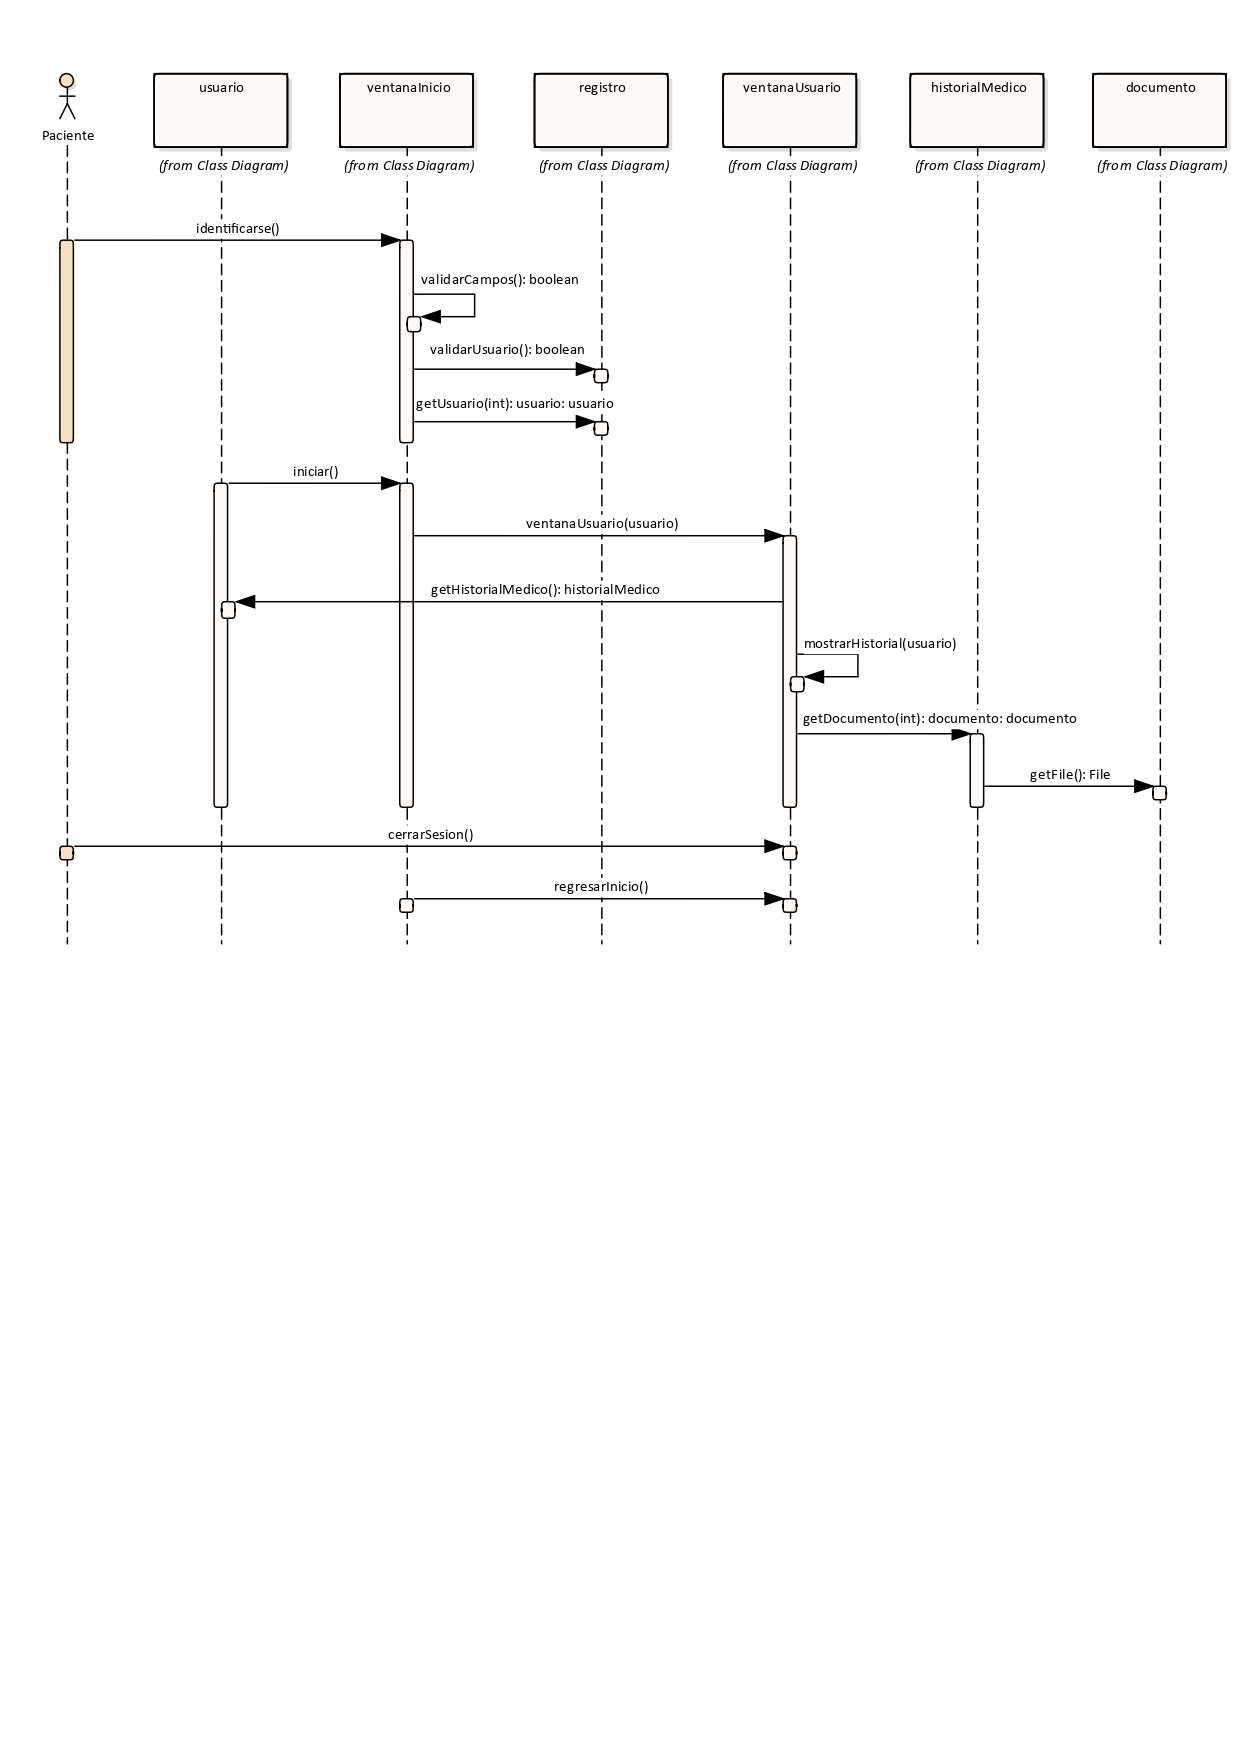 Paciente
usuario
ventanaInicio
registro
ventanaUsuario
historialMedico
documento
(from Class Diagram)
(from Class Diagram)
(from Class Diagram)
(from Class Diagram)
(from Class Diagram)
(from Class Diagram)
identificarse()
validarCampos(): boolean
validarUsuario(): boolean
getUsuario(int): usuario: usuario
iniciar()
ventanaUsuario(usuario)
getHistorialMedico(): historialMedico
mostrarHistorial(usuario)
getDocumento(int): documento: documento
getFile(): File
cerrarSesion()
regresarInicio()